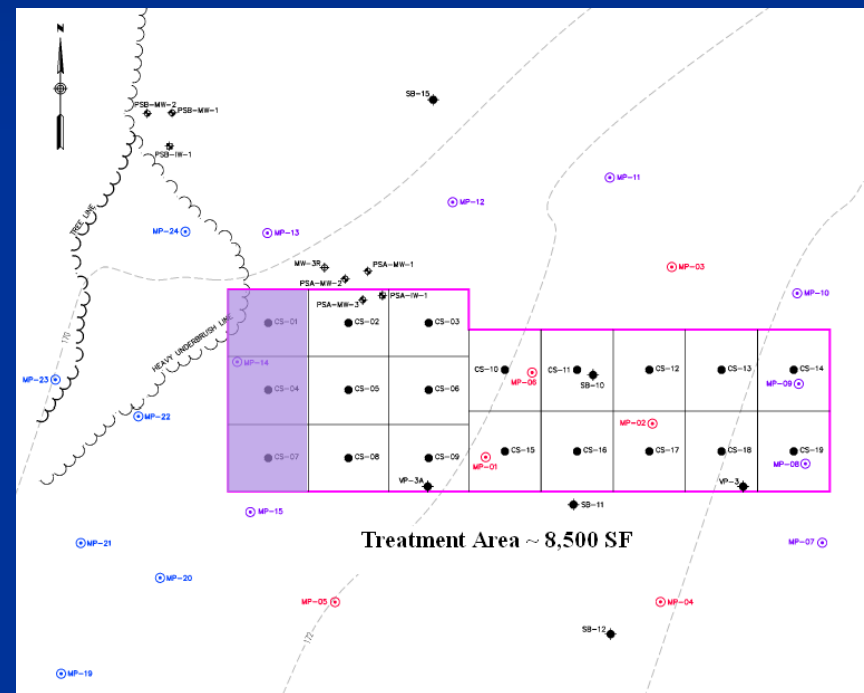 N
SB-15
PSB-MW-2
PSB-MW-1
PSB-IW-1
MP-11
MP-12
TREE LINE
MP-24
MP-13
MW-3R
PSA-MW-1
MP-03
PSA-MW-2
PSA-MW-3
PSA-IW-1
MP-10
CS-01
CS-02
CS-03
170
HEAVY UNDERBRUSH LINE
MP-14
CS-10
MP-06
CS-11
SB-10
CS-12
CS-13
CS-14
MP-23
MP-09
CS-04
CS-05
CS-06
MP-22
MP-02
CS-07
CS-08
CS-09
MP-01
CS-15
CS-16
CS-17
CS-18
CS-19
MP-08
VP-3A
VP-3
MP-15
SB-11
Treatment Area ~ 8,500 SF
MP-21
MP-07
MP-20
MP-05
MP-04
172
SB-12
MP-19